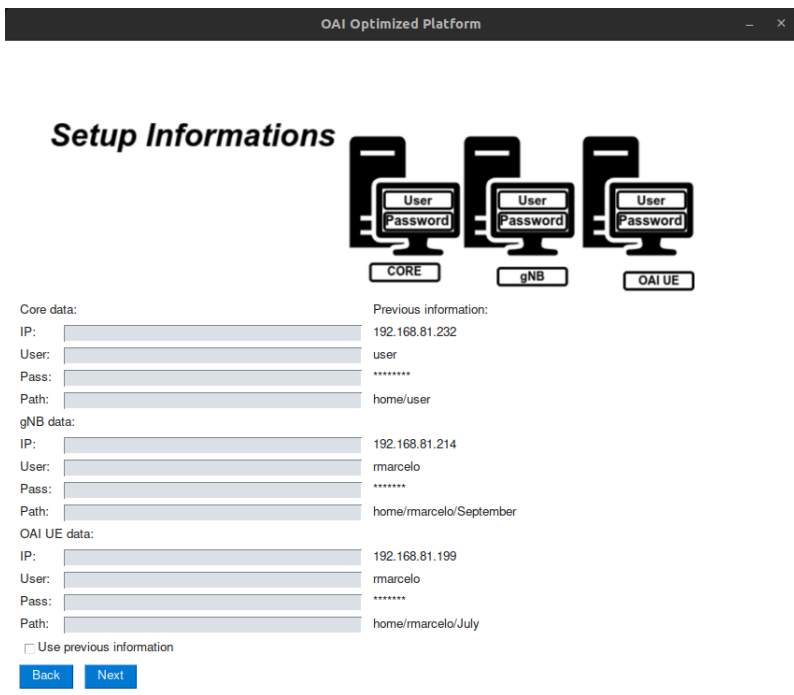 OAI Optimized Platform
Setup Informations
User User User
Password Password Password
CORE gNB OAI UE
Core data: Previous information:
IP: 192.168.81.232
User: user
Pass: ********
Path: home/user
gNB data:
IP: 192.168.81.214
User: rmarcelo
Pass: *******
Path: home/rmarcelo/September
OAI UE data:
IP: 192.168.81.199
User: rmarcelo
Pass: *******
Path: home/rmarcelo/July
Use previous information
Back Next